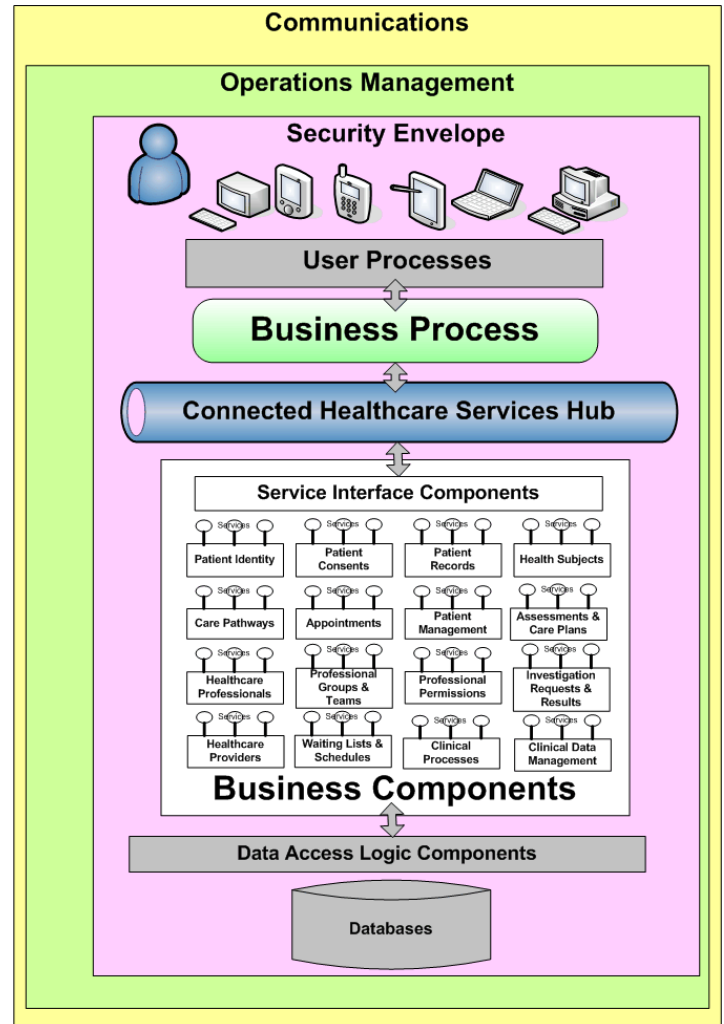 Communications
Operations Management
Security Envelope
User Processes
Business Process
Connected Healthcare Services Hub
Service Interface Components
Services
Services
Services
Services
Patient Identity
Patient
Consents
Patient
Records
Health Subjects
Services
Services
Services
Services
Care Pathways
Appointments
Patient
Management
Assessments &
Care Plans
Services
Services
Services
Services
Healthcare
Professionals
Professional
Groups &
Teams
Professional
Permissions
Investigation
Requests &
Results
Services
Services
Services
Services
Healthcare
Providers
Waiting Lists &
Schedules
Clinical
Processes
Clinical Data
Management
Business Components
Data Access Logic Components
Databases